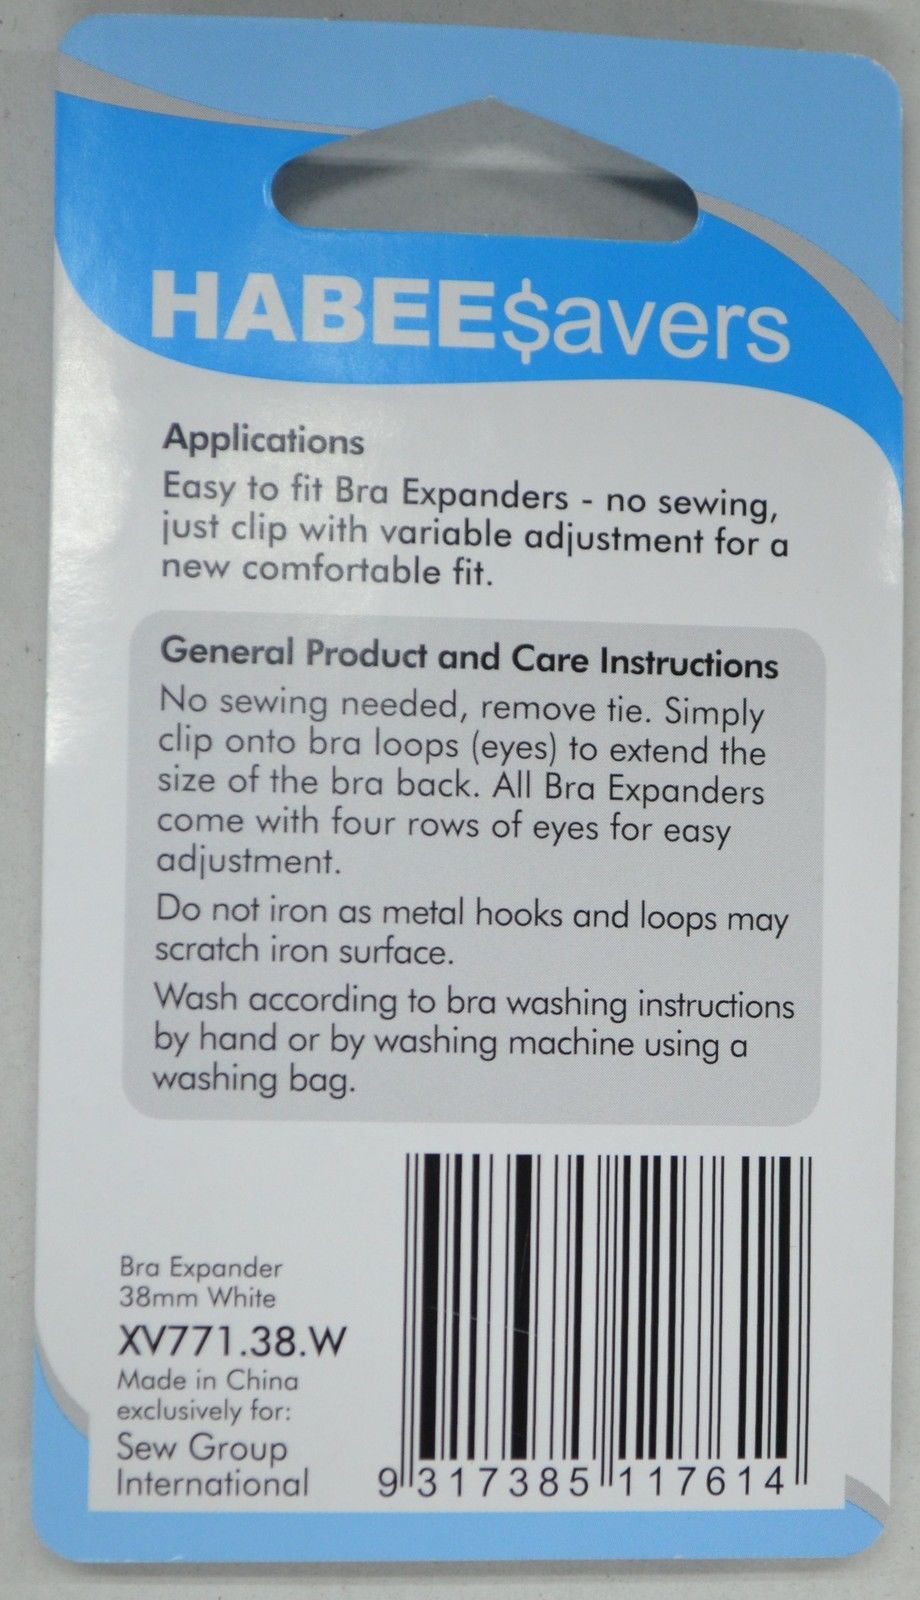 HABEE$avers
Applications
Easy to fit Bra Expanders - no sewing,
just clip with variable adjustment for a
new comfortable fit.
General Product and Care Instructions
No sewing needed, remove tie. Simply
clip onto bra loops (eyes) to extend the
size of the bra back. All Bra Expanders
come with four rows of eyes for easy
adjustment.
Do not iron as metal hooks and loops may
scratch iron surface.
Wash according to bra washing instructions
by hand or by washing machine using a
washing bag.
Bra Expander
38mm White
XV771.38.W
Made in China
exclusively for:
Sew Group
International
9 317385 117614